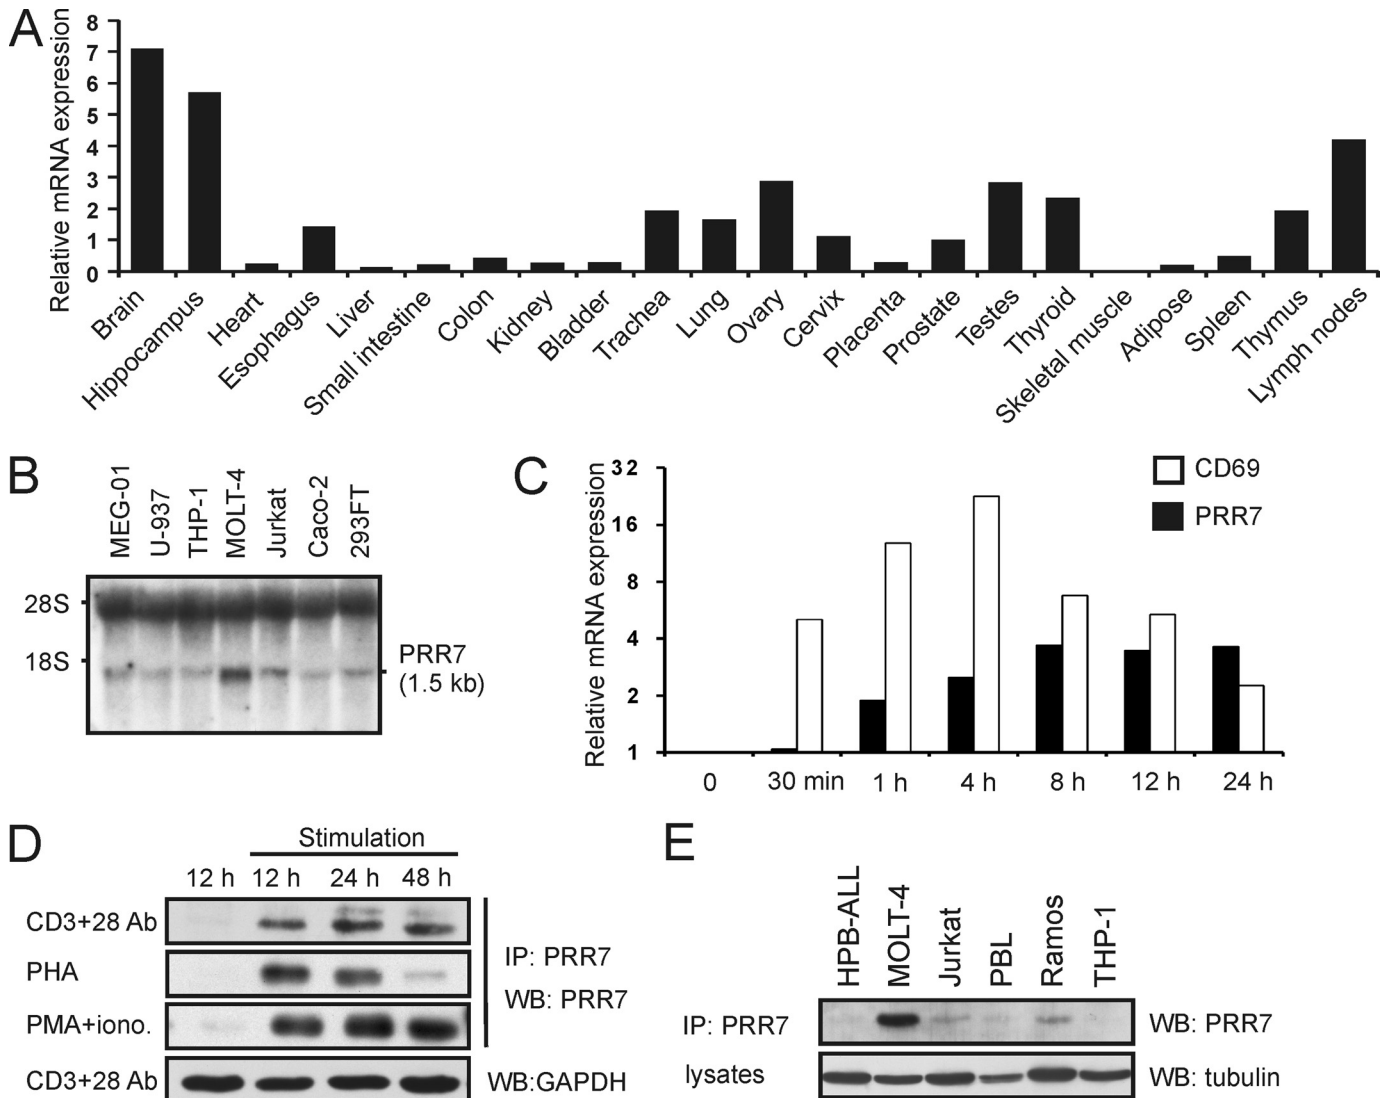 A
Relative mRNA expression
8
7
6
5
4
3
2
1
0
Brain
Hippocampus
Heart
Esophagus
Liver
Small intestine
Colon
Kidney
Bladder
Trachea
Lung
Ovary
Cervix
Placenta
Prostate
Testes
Thyroid
Skeletal muscle
Adipose
Spleen
Thymus
Lymph nodes
B
MEG-01
U-937
THP-1
MOLT-4
Jurkat
Caco-2
293FT
28S
18S
PRR7
(1.5 kb)
C
Relative mRNA expression
32
16
8
4
2
1
CD69
PRR7
0
30 min
1 h
4 h
8 h
12 h
24 h
D
Stimulation
12 h 12 h 24 h 48 h
CD3+28 Ab
PHA
PMA+iono.
CD3+28 Ab
IP: PRR7
WB: PRR7
WB:GAPDH
E
HPB-ALL
MOLT-4
Jurkat
PBL
Ramos
THP-1
IP: PRR7
WB: PRR7
lysates
WB: tubulin